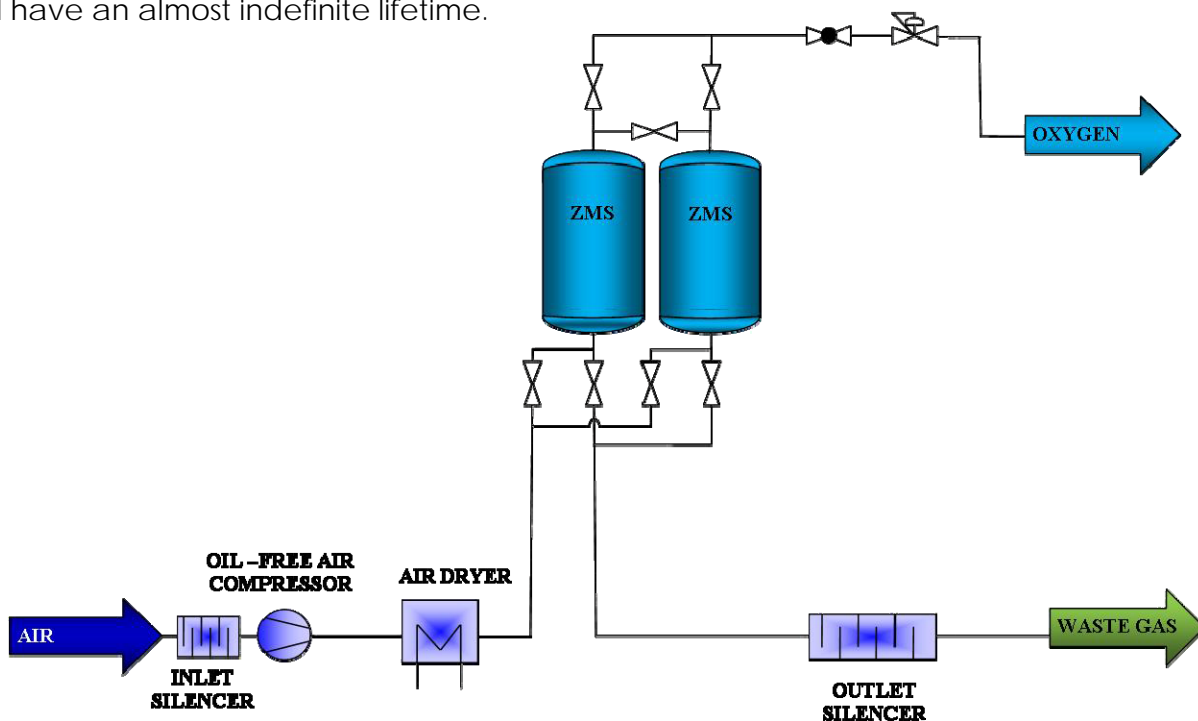 have an almost indefinite lifetime.
OXYGEN
ZMS
ZMS
OIL –FREE AIR
COMPRESSOR
AIR DRYER
AIR
INLET
SILENCER
WASTE GAS
OUTLET
SILENCER